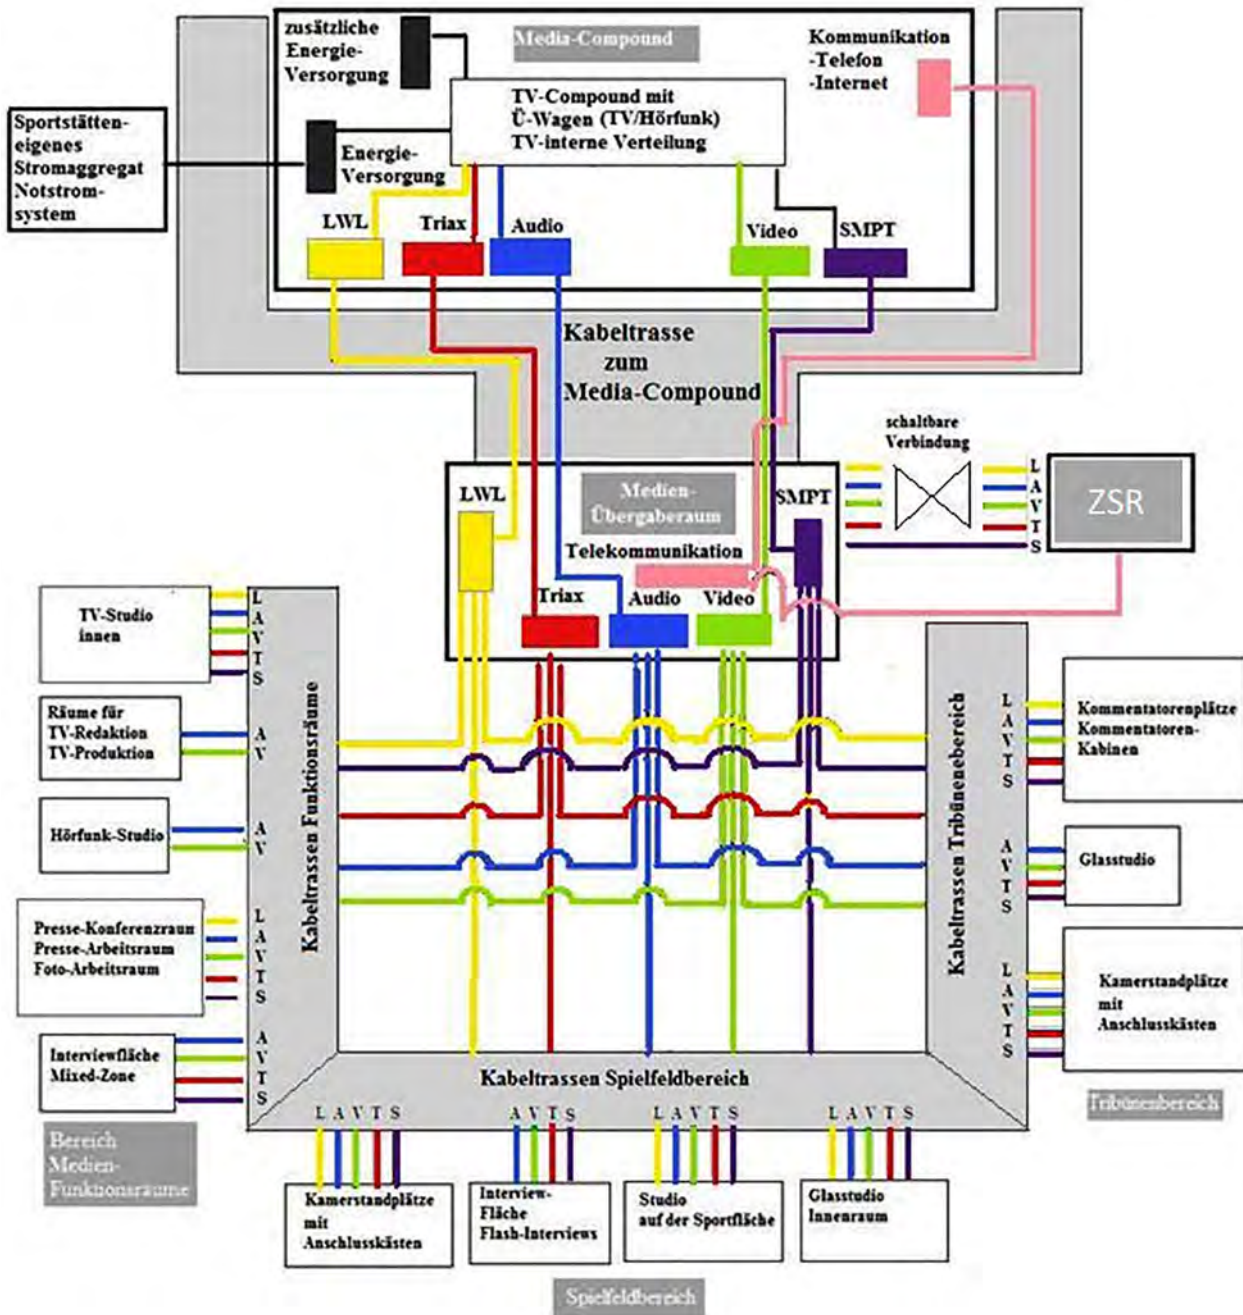 zusätzliche
Energie-
Versorgung
Media-Compound
Kommunikation
-Telefon
-Internet
TV-Compound mit
Ü-Wagen (TV/Hörfunk)
TV-interne Verteilung
Sportstätten-
eigenes
Stromaggregat
Notstrom-
system
Energie-
Versorgung
LWL
Triax
Audio
Video
SMPT
Kabeltrasse
zum
Media-Compound
schaltbare
Verbindung
LWL
Medien-
Übergaberaum
SMPT
L
A
V
T
S
ZSR
Telekommunikation
Triax
Audio
Video
TV-Studio
innen
L
A
V
T
S
Räume für
TV-Redaktion
TV-Produktion
A
V
Hörfunk-Studio
A
V
Presse-Konferenzraun
Presse-Arbeitsraum
Foto-Arbeitsraum
L
A
V
T
S
Interviewfläche
Mixed-Zone
A
V
T
S
Bereich
Medien-
Funktionsräume
Kabeltrassen Funktionsräume
Kabeltrassen Tribünenebereich
L
A
V
T
S
Kommentatorenplätze
Kommentatoren-
Kabinen
A
V
T
S
Glasstudio
L
A
V
T
S
Kamerstandplätze
mit
Anschlusskästen
Tribünenbereich
Kabeltrassen Spielfeldbereich
L A V T S
A V T S
L A V T S
L A V T S
Kamerstandplätze
mit
Anschlusskästen
Interview-
Fläche
Flash-Interviews
Studio
auf der Sportfläche
Glasstudio
Innenraum
Spielfeldbereich